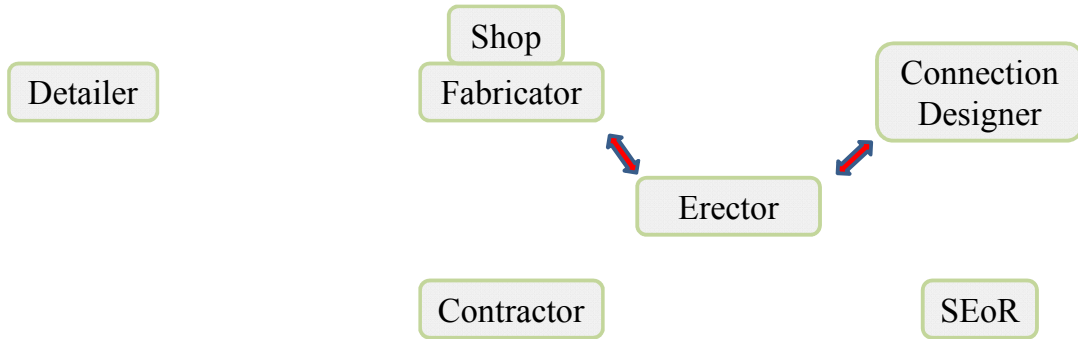 Shop
Detailer
Fabricator
Connection
Designer
Erector
Contractor
SEoR